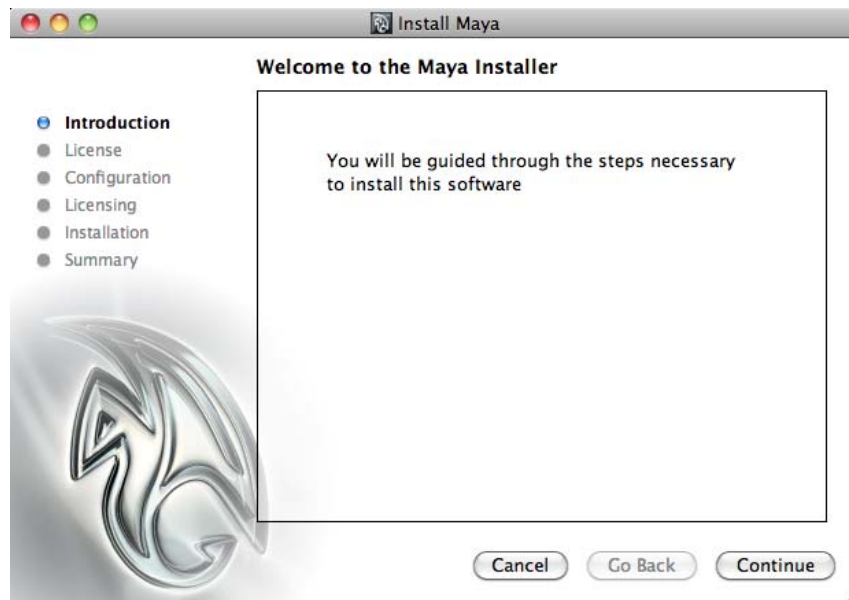 Install Maya
Welcome to the Maya Installer
Introduction
License
Configuration
Licensing
Installation
Summary
You will be guided through the steps necessary
to install this software
Cancel
Go Back
Continue